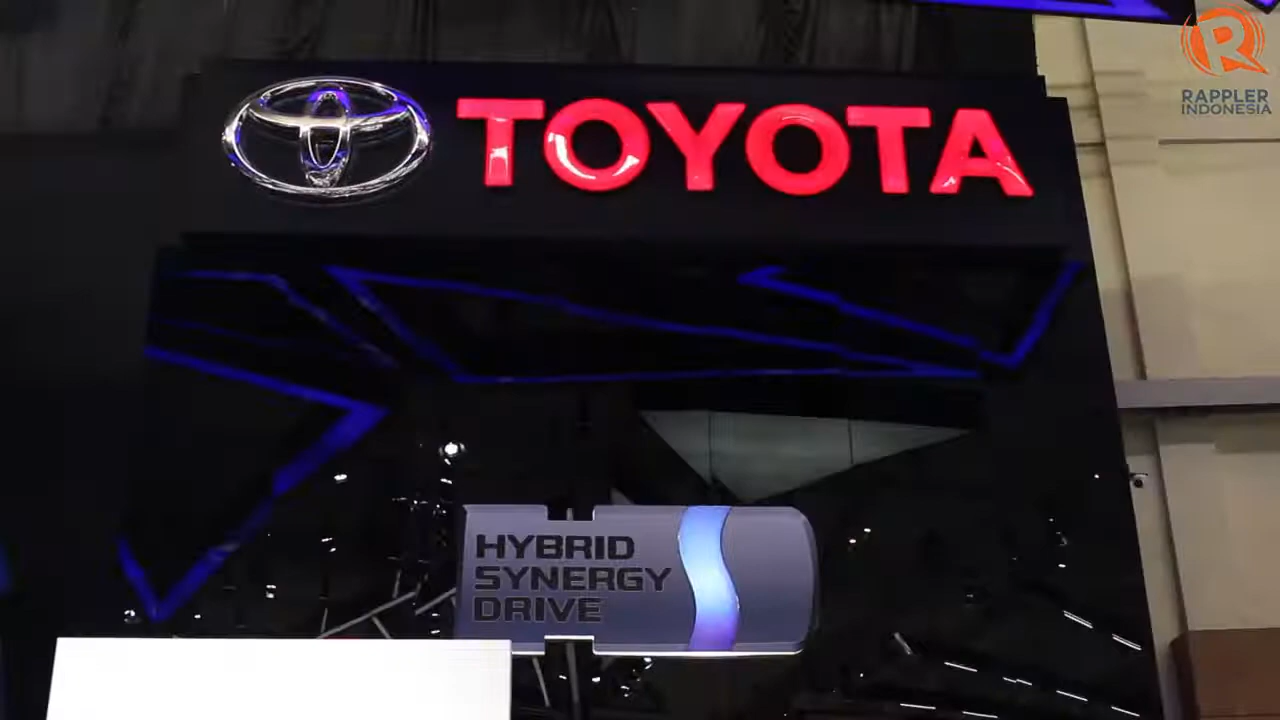 TOYOTA
RAPPLER
INDONESIA
HYBRID
SYNERGY
DRIVE